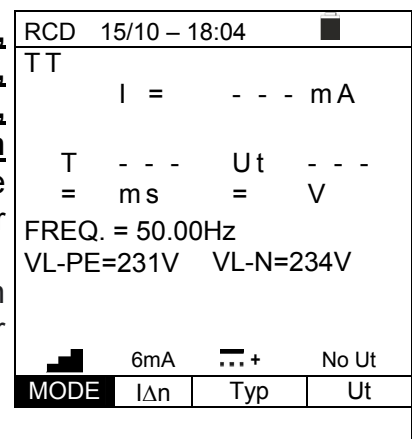 RCD 15/10 – 18:04
TT
I = - - - mA
T - - - Ut - - -
= ms = V
FREQ. = 50.00Hz
VL-PE=231V VL-N=234V
6mA + No Ut
MODE IΔn Typ Ut